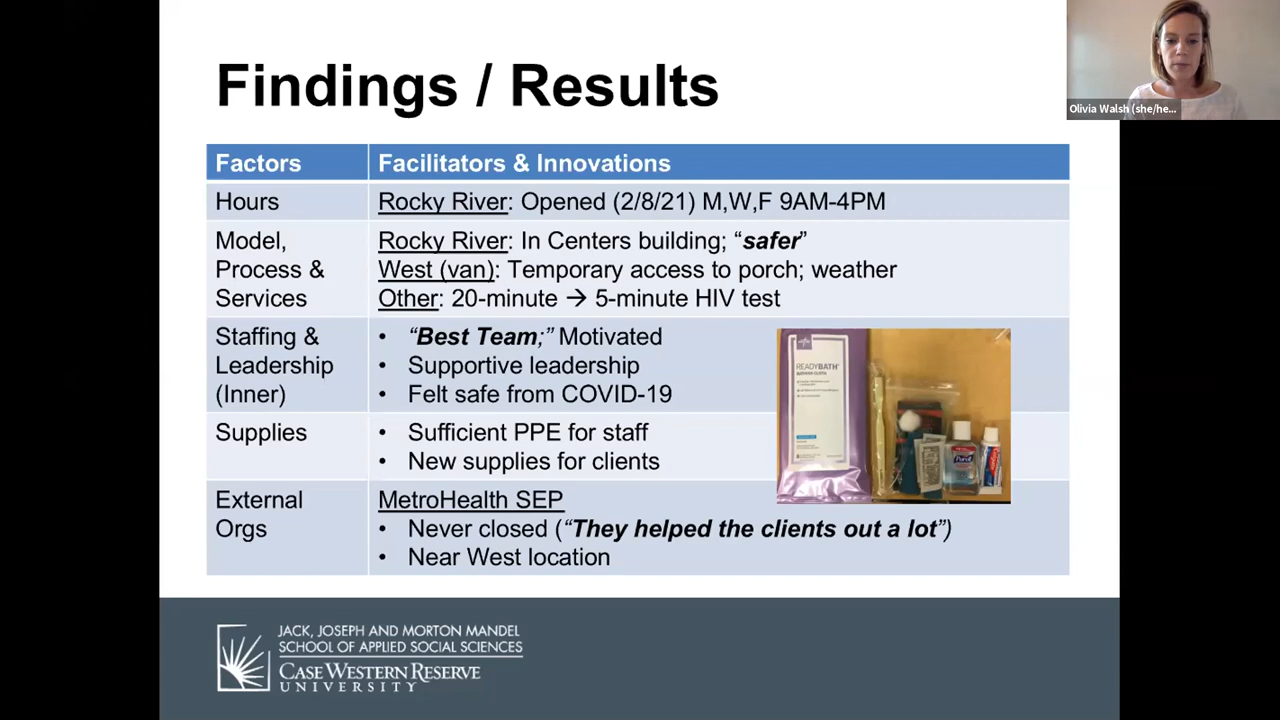 Findings / Results
Olivia Walsh (she/he...
Factors
Facilitators & Innovations
Hours
Rocky River: Opened (2/8/21) M,W,F 9AM-4PM
Model,
Process &
Services
Rocky River: In Centers building; “safer”
West (van): Temporary access to porch; weather
Other: 20-minute → 5-minute HIV test
Staffing &
Leadership
(Inner)
• “Best Team;” Motivated
• Supportive leadership
• Felt safe from COVID-19
READYBATH
Purell
Supplies
• Sufficient PPE for staff
• New supplies for clients
External
Orgs
MetroHealth SEP
• Never closed (“They helped the clients out a lot”)
• Near West location
JACK, JOSEPH AND MORTON MANDEL
SCHOOL OF APPLIED SOCIAL SCIENCES
CASE WESTERN RESERVE
UNIVERSITY